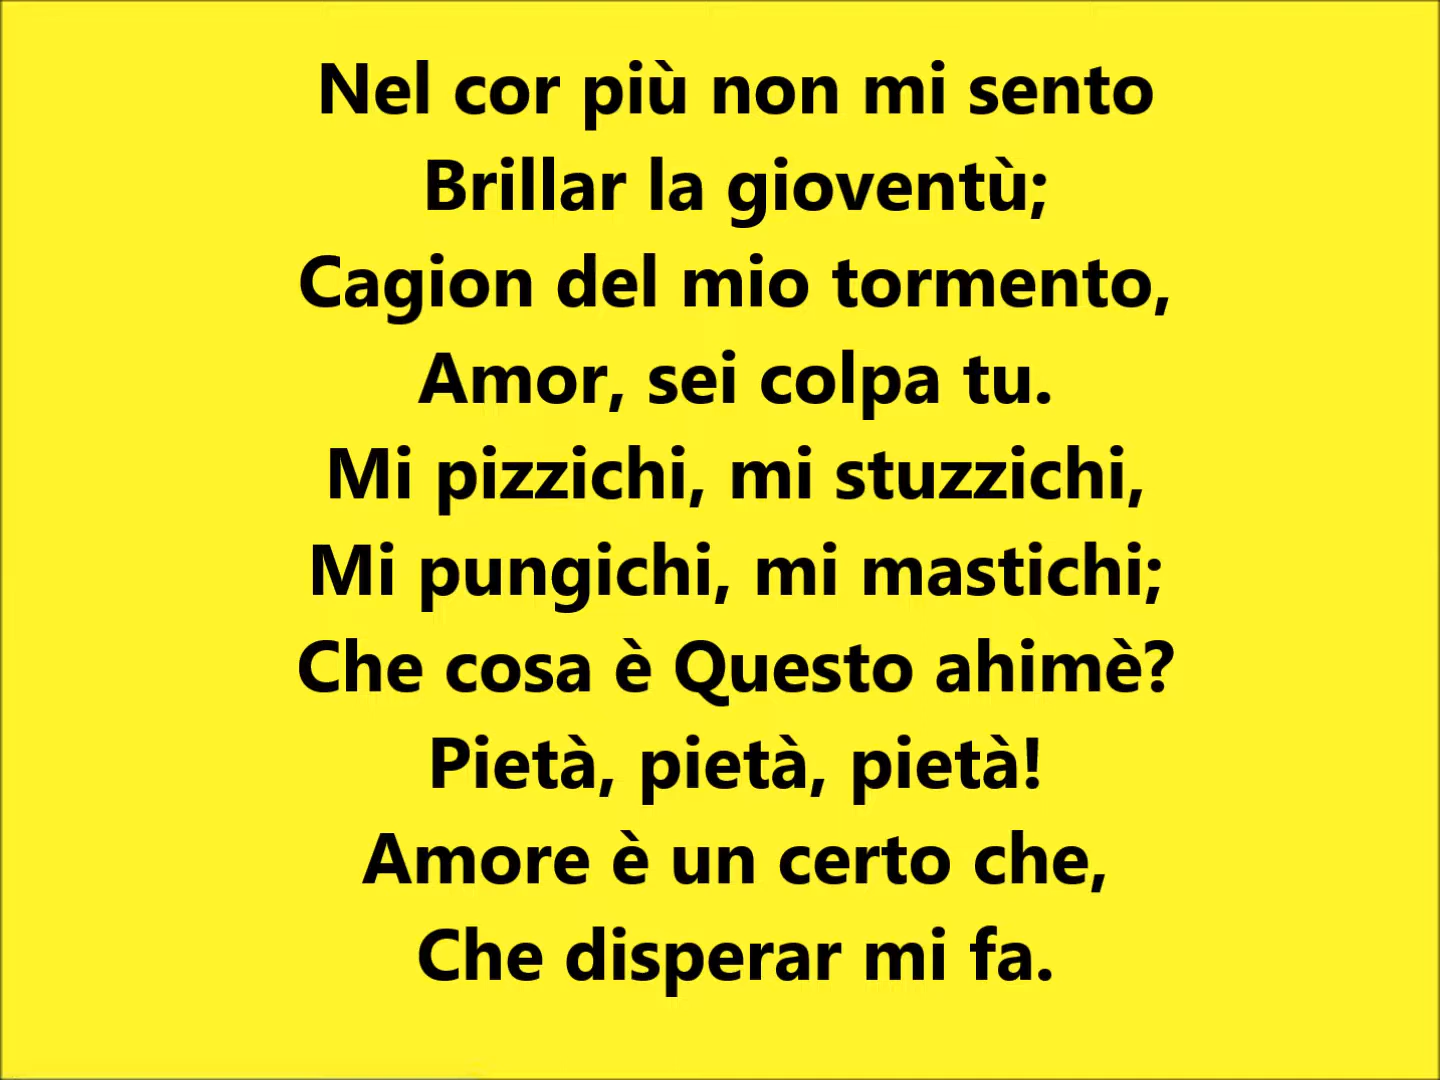 Nel cor più non mi sento
Brillar la gioventù;
Cagion del mio tormento,
Amor, sei colpa tu.
Mi pizzichi, mi stuzzichi,
Mi pungichi, mi mastichi;
Che cosa è Questo ahimè?
Pietà, pietà, pietà!
Amore è un certo che,
Che disperar mi fa.